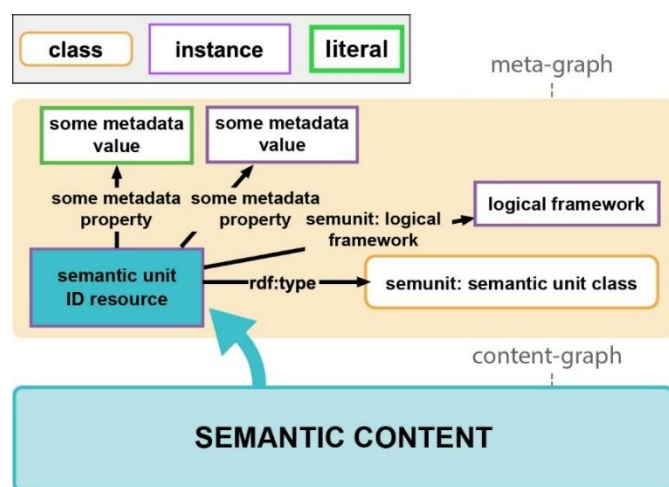 class
instance
literal
meta-graph
some metadata
value
some metadata
value
some metadata
property
some metadata
property
semunit: logical
framework
logical framework
semantic unit
ID resource
rdf:type
semunit: semantic unit class
content-graph
SEMANTIC CONTENT